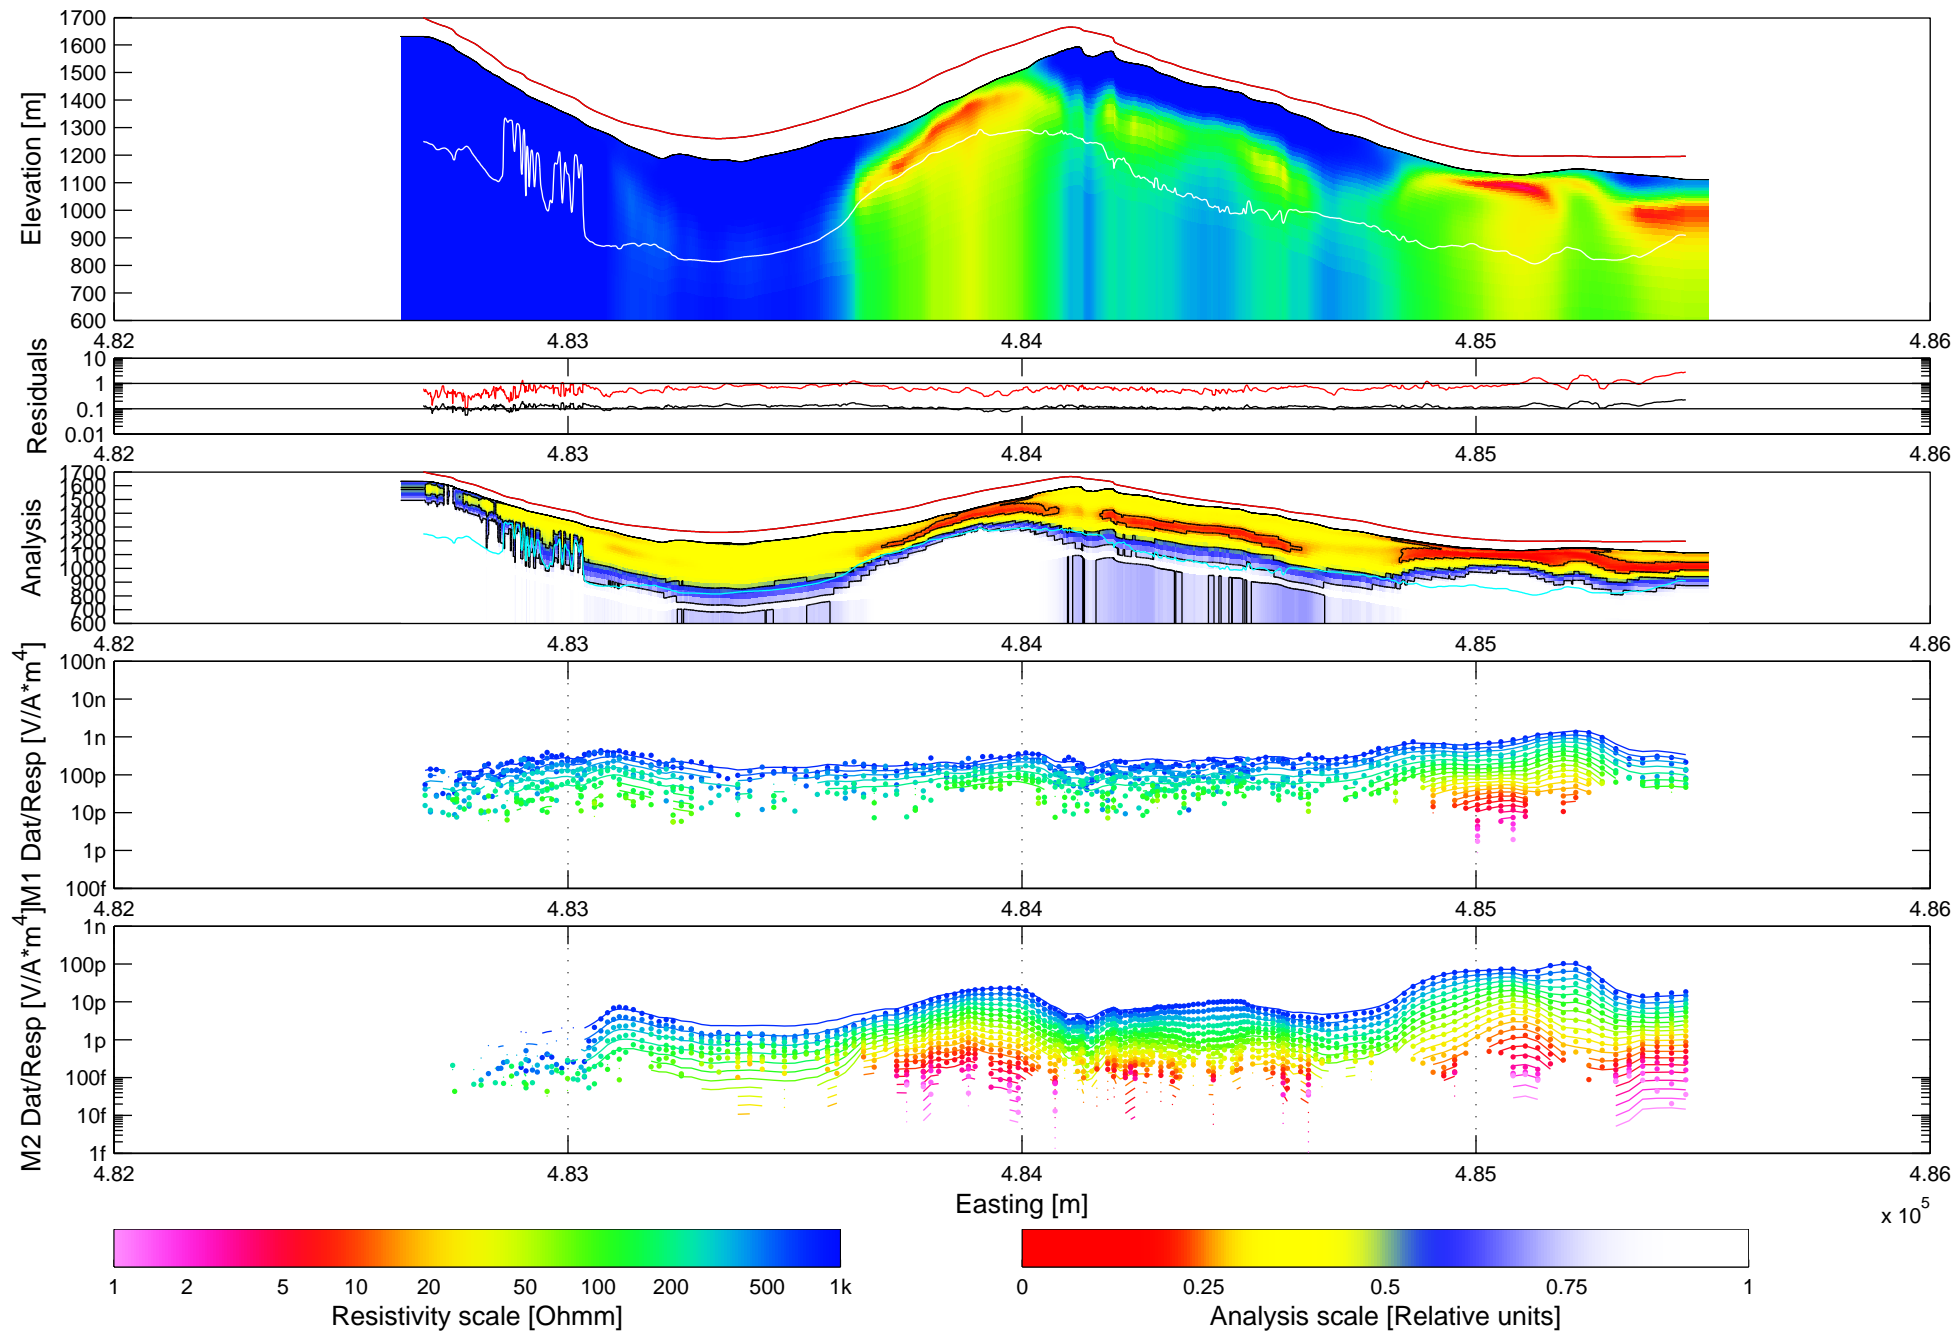 1700
1600
1500
1400
1300
1200
1100
1000
900
800
700
600
Elevation [m]
4.82 4.83 4.84 4.85 4.86
10
1
0.1
0.01
Residuals
4.82 4.83 4.84 4.85 4.86
1700
1600
1500
1400
1300
1200
1100
1000
900
800
700
600
Analysis
4.82 4.83 4.84 4.85 4.86
100n
10n
1n
100p
10p
1p
100f
M1 Dat/Resp [V/A*m^4]
4.82 4.83 4.84 4.85 4.86
1n
100p
10p
1p
100f
10f
1f
M2 Dat/Resp [V/A*m^4]
4.82 4.83 4.84 4.85 4.86
Easting [m]
x 10^5
1 2 5 10 20 50 100 200 500 1k
Resistivity scale [Ohmm]
0 0.25 0.5 0.75 1
Analysis scale [Relative units]